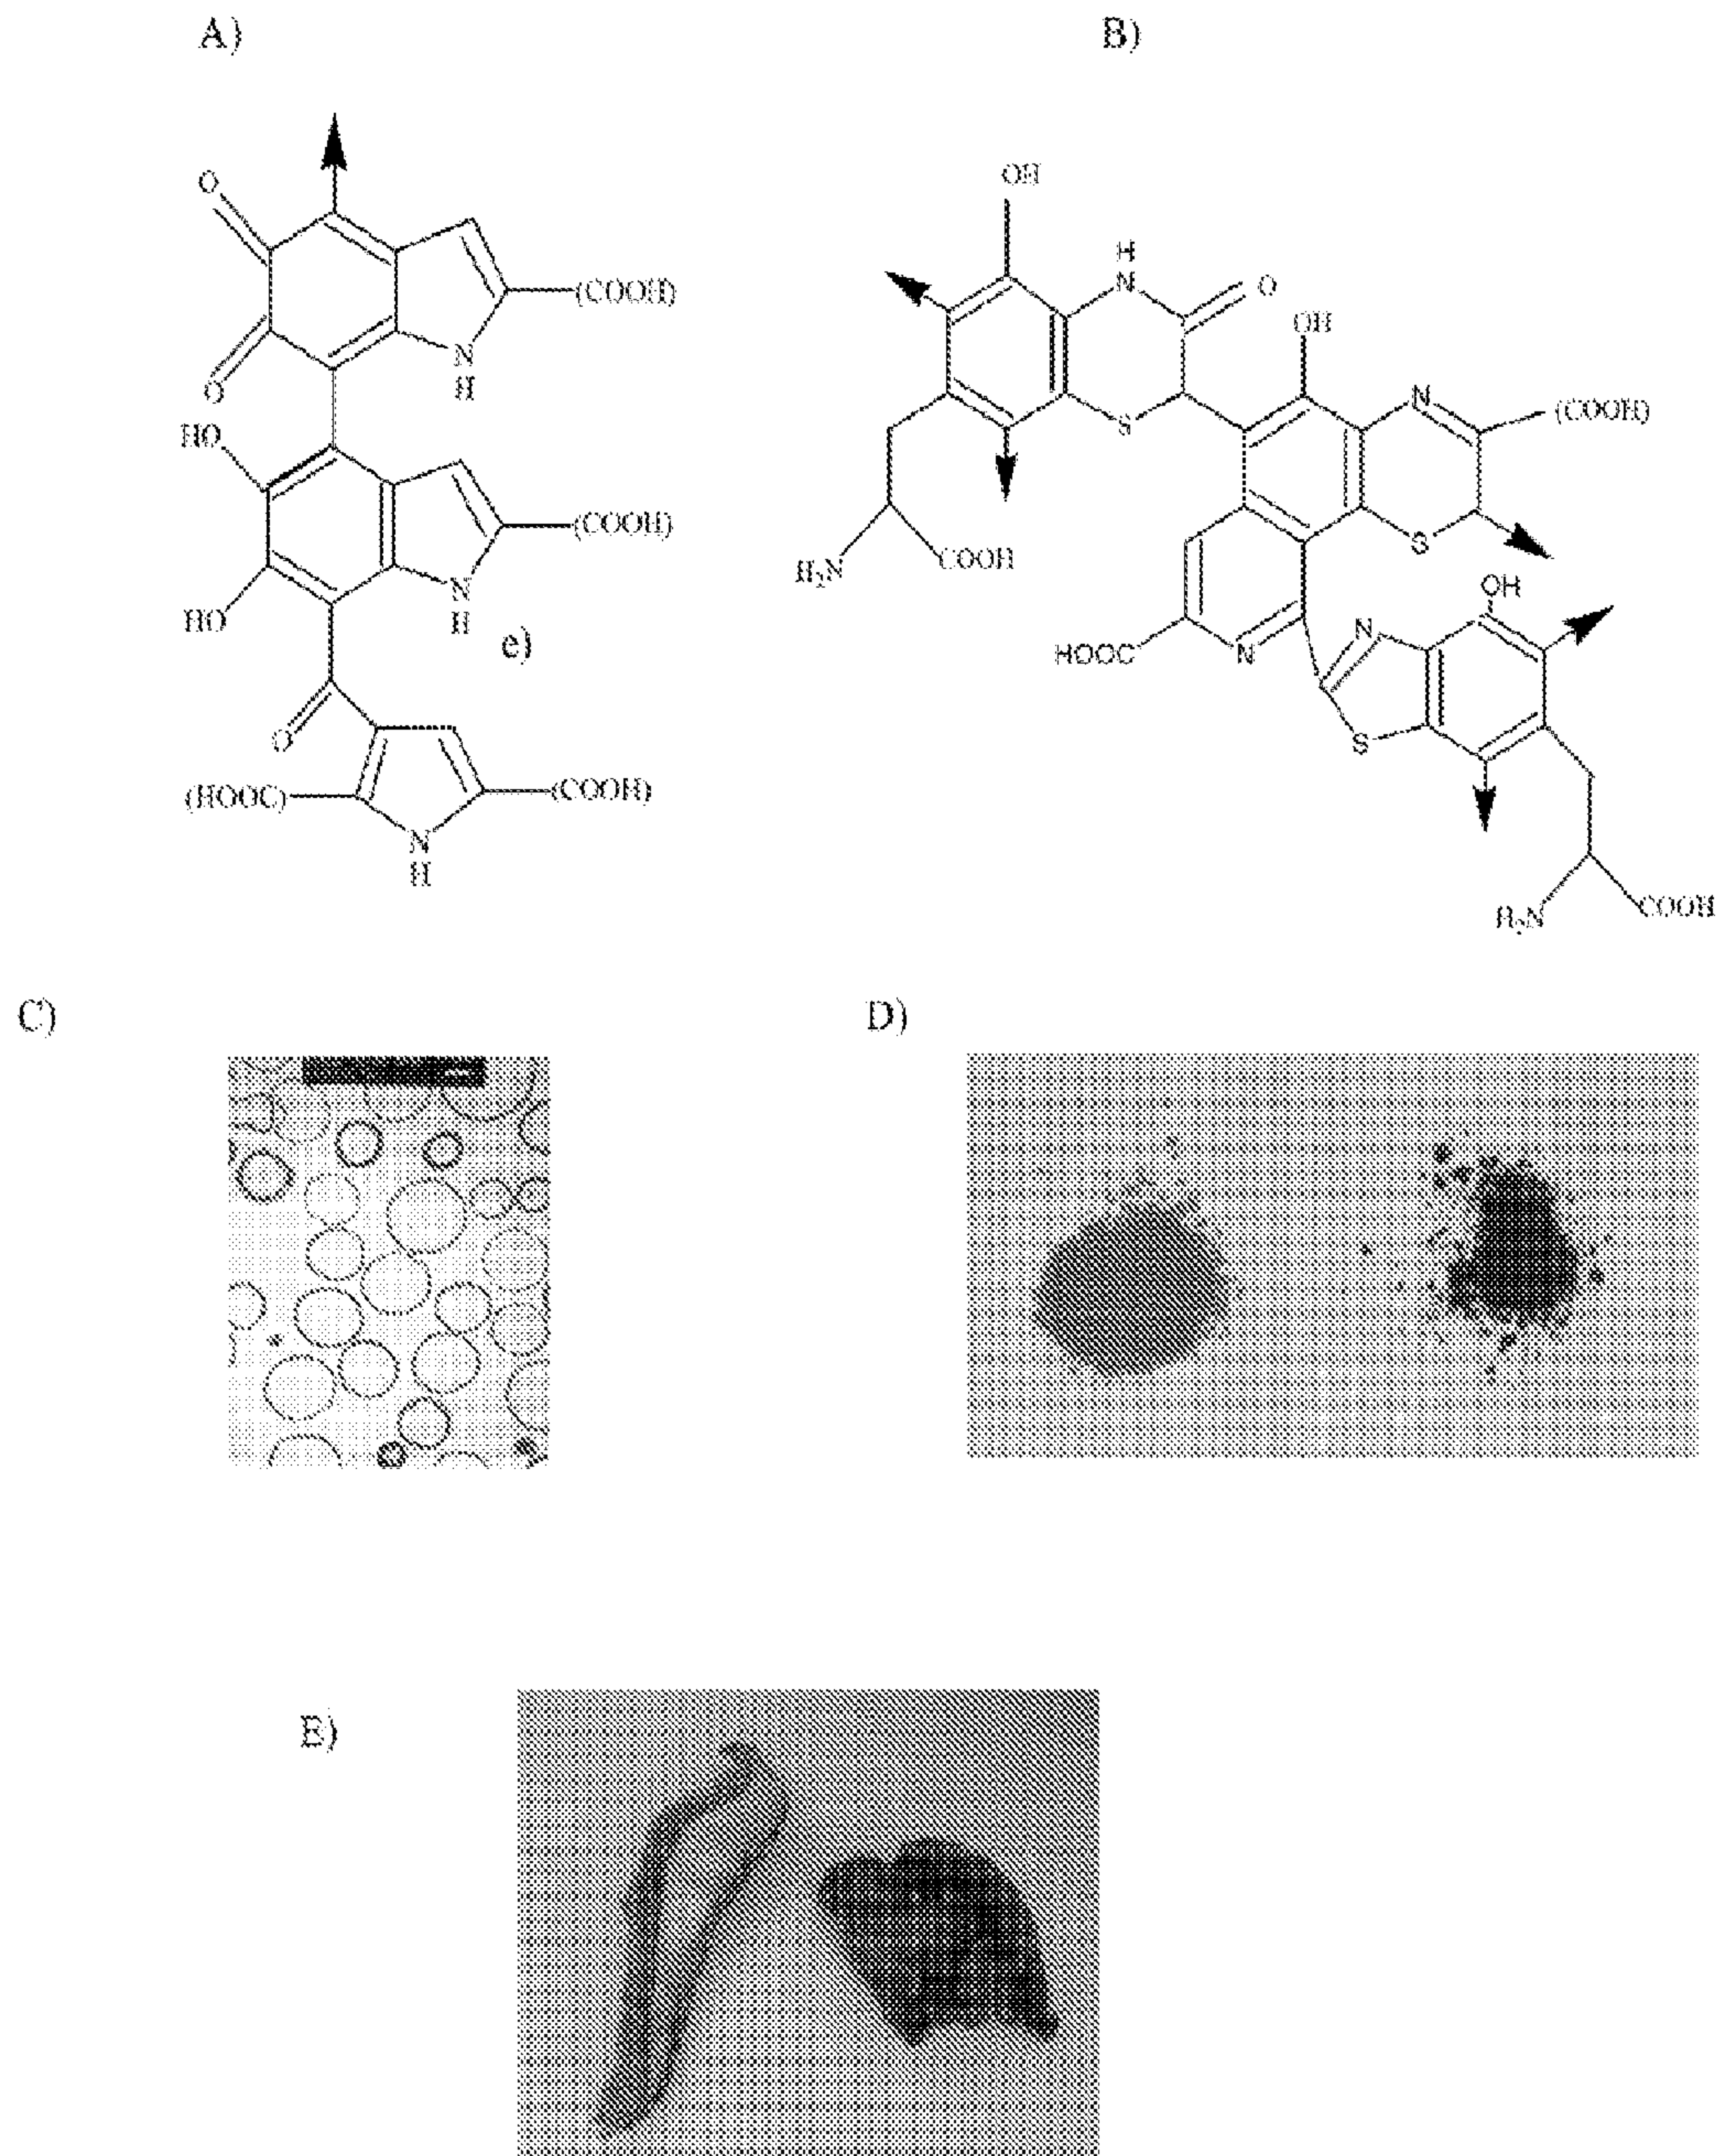 A)
B)
O
(COOH)
O
N
H
HO
(COOH)
HO
N
H
e)
O
(HOOC)
(COOH)
N
H
OH
H
N
O
OH
N
(COOH)
S
S
H₂N
COOH
HOOC
N
N
OH
S
H₂N
COOH
C)
D)
E)